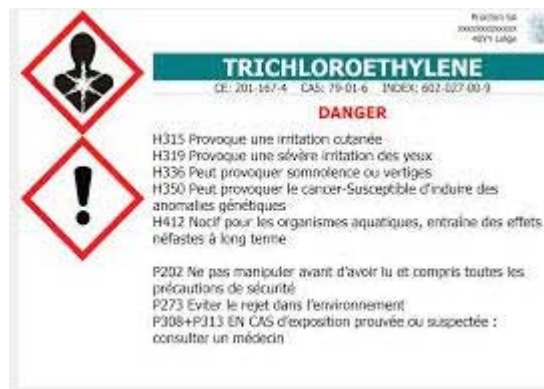 TRICHLOROETHYLENE
CE: 201-167-4 CAS: 79-01-6 INDEX: 602-027-00-9
DANGER
H315 Provoque une irritation cutanée
H319 Provoque une sévère irritation des yeux
H336 Peut provoquer somnolence ou vertiges
H350 Peut provoquer le cancer-Susceptible d'induire des
anomalies génétiques
H412 Nocif pour les organismes aquatiques, entraîne des effets
néfastes à long terme
P202 Ne pas manipuler avant d'avoir lu et compris toutes les
précautions de sécurité
P273 Eviter le rejet dans l'environnement
P308+P313 EN CAS d'exposition prouvée ou suspectée :
consulter un médecin